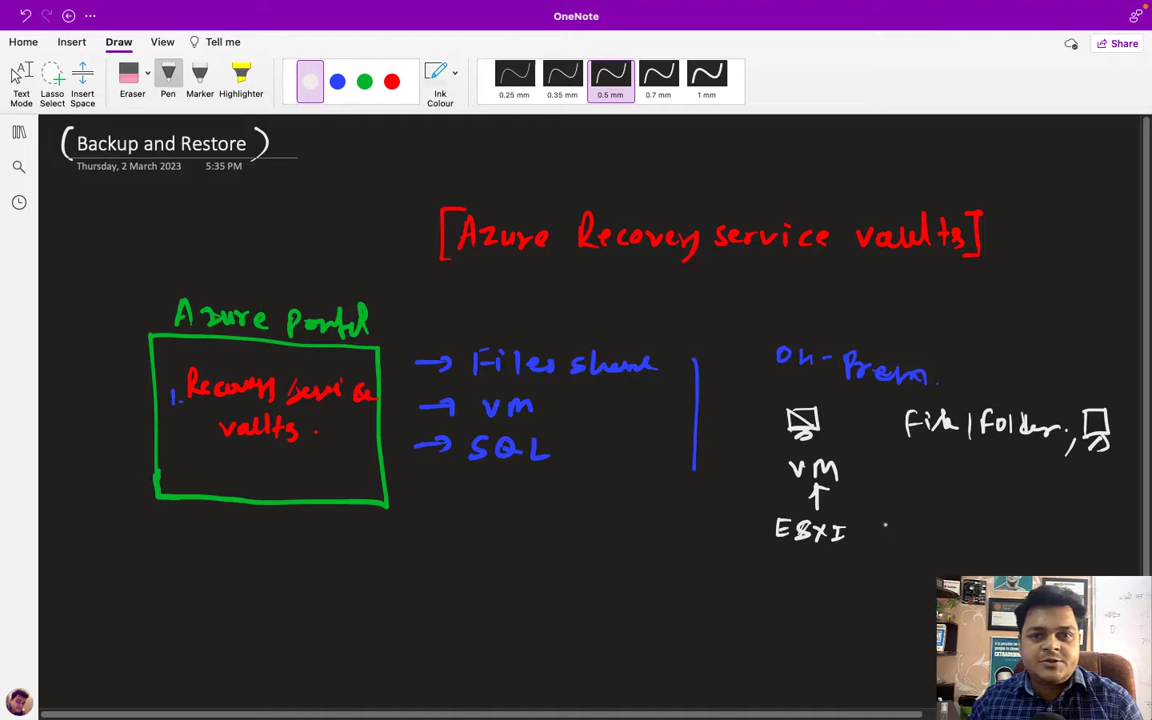 OneNote
Home Insert Draw View Tell me
Share
Text Mode
Lasso Select
Insert Space
Eraser
Pen
Marker
Highlighter
Ink Colour
0.25 mm
0.35 mm
0.5 mm
0.7 mm
1 mm
(Backup and Restore)
Thursday, 2 March 2023 5:35 PM
[Azure Recovery service vaults]
Azure portal
1. Recovery service
vaults.
→ Files share
→ VM
→ SQL
On-Prem.
File/Folder,
VM
ESXI